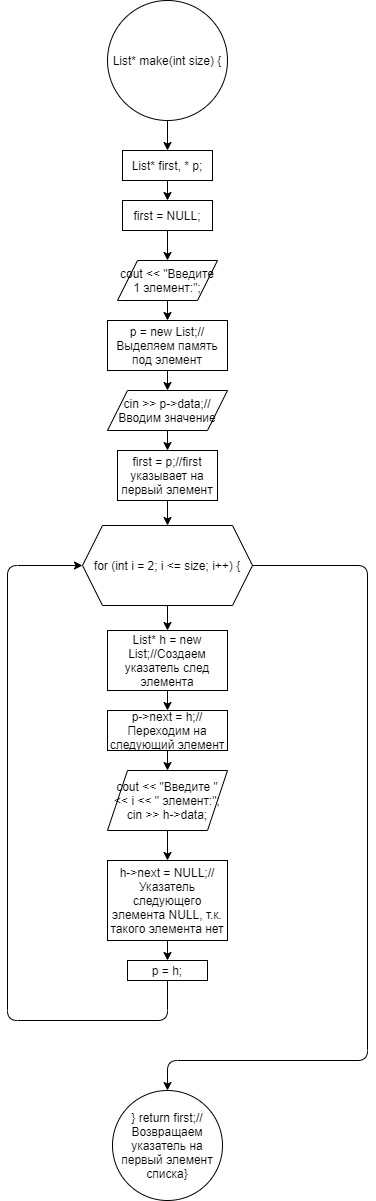 List* make(int size) {
List* first, * p;
first = NULL;
cout << "Введите
1 элемент:";
p = new List;//
Выделяем память
под элемент
cin >> p->data;//
Вводим значение
first = p;//first
указывает на
первый элемент
for (int i = 2; i <= size; i++) {
List* h = new
List;//Создаем
указатель след
элемента
p->next = h;//
Переходим на
следующий элемент
cout << "Введите "
<< i << " элемент:";
cin >> h->data;
h->next = NULL;//
Указатель
следующего
элемента NULL, т.к.
такого элемента нет
p = h;
} return first;//
Возвращаем
указатель на
первый элемент
списка}